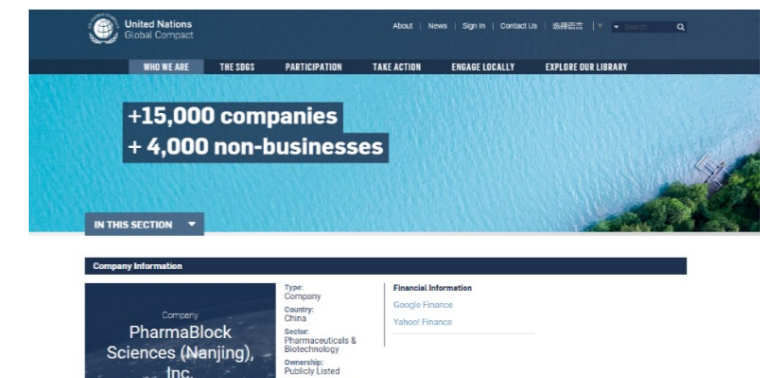 United Nations
Global Compact
About | News | Sign In | Contact Us | 选择语言 | ▼ Search
WHO WE ARE THE SDGS PARTICIPATION TAKE ACTION ENGAGE LOCALLY EXPLORE OUR LIBRARY
+15,000 companies
+ 4,000 non-businesses
IN THIS SECTION
Company Information
Company
PharmaBlock
Sciences (Nanjing),
Inc.
Type:
Company
Country:
China
Sector:
Pharmaceuticals &
Biotechnology
Ownership:
Publicly Listed
Financial Information
Google Finance
Yahoo! Finance